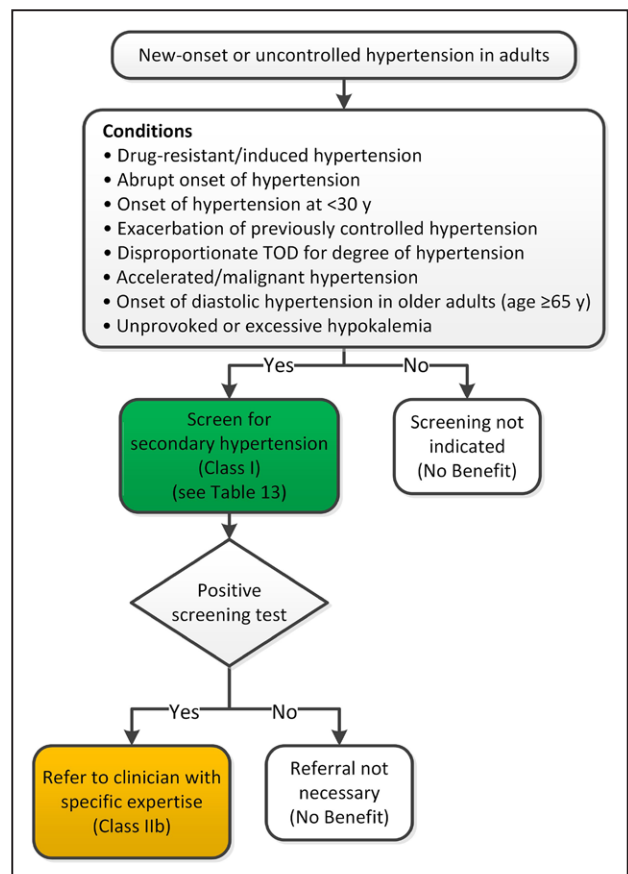 New-onset or uncontrolled hypertension in adults
Conditions
• Drug-resistant/induced hypertension
• Abrupt onset of hypertension
• Onset of hypertension at <30 y
• Exacerbation of previously controlled hypertension
• Disproportionate TOD for degree of hypertension
• Accelerated/malignant hypertension
• Onset of diastolic hypertension in older adults (age ≥65 y)
• Unprovoked or excessive hypokalemia
Yes
No
Screen for
secondary hypertension
(Class I)
(see Table 13)
Screening not
indicated
(No Benefit)
Positive
screening test
Yes
No
Refer to clinician with
specific expertise
(Class IIb)
Referral not
necessary
(No Benefit)